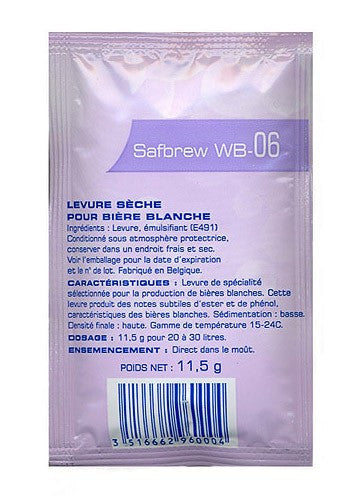 Safbrew WB-06
LEVURE SÈCHE
POUR BIÈRE BLANCHE
Ingrédients : Levure, émulsifiant (E491)
Conditionné sous atmosphère protectrice,
conserver dans un endroit frais et sec.
Voir l'emballage pour la date d'expiration
et le n° de lot. Fabriqué en Belgique.
CARACTÉRISTIQUES : Levure de spécialité
sélectionnée pour la production de bières blanches. Cette
levure produit des notes subtiles d'ester et de phénol,
caractéristiques des bières blanches. Sédimentation : basse.
Densité finale : haute. Gamme de température 15-24C.
DOSAGE : 11,5 g pour 20 à 30 litres.
ENSEMENCEMENT : Direct dans le moût.
POIDS NET : 11,5 g
3 516662 960004